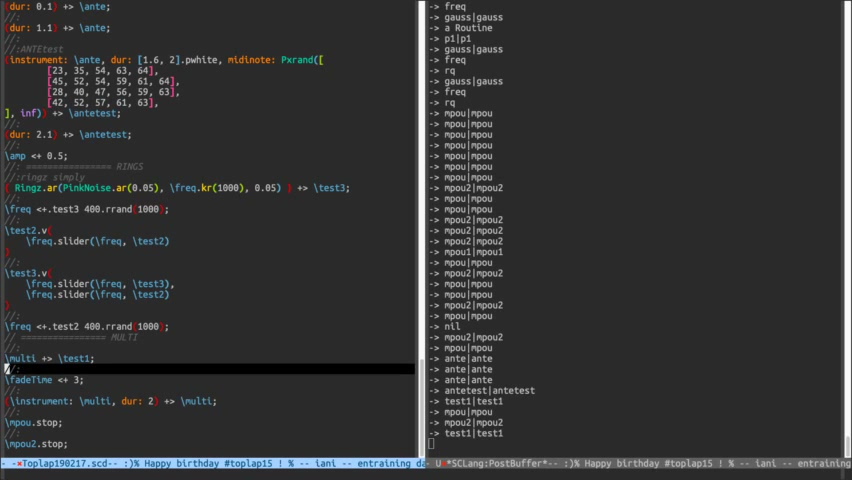 (dur: 0.1) +> \ante;
//:
(dur: 1.1) +> \ante;
//:
//:ANTEtest
(instrument: \ante, dur: [1.6, 2].pwhite, midinote: Pxrand([
[23, 35, 54, 63, 64],
[45, 52, 54, 59, 61, 64],
[28, 40, 47, 56, 59, 63],
[42, 52, 57, 61, 63],
], inf)) +> \antetest;
//:
(dur: 2.1) +> \antetest;
//:
\amp <+ 0.5;
//: ================ RINGS
//:ringz simply
{ Ringz.ar(PinkNoise.ar(0.05), \freq.kr(1000), 0.05) } +> \test3;
//:
\freq <+.test3 400.rrand(1000);
//:
\test2.v(
\freq.slider(\freq, \test2)
)
//:
\test3.v(
\freq.slider(\freq, \test3),
\freq.slider(\freq, \test2)
)
//:
\freq <+.test2 400.rrand(1000);
// ================ MULTI
//:
\multi +> \test1;
//:
\fadeTime <+ 3;
//:
(\instrument: \multi, dur: 2) +> \multi;
//:
\mpou.stop;
//:
\mpou2.stop;
Toplap190217.scd-- :)% Happy birthday #toplap15 ! % -- iani -- entraining da
-> freq
-> gauss|gauss
-> a Routine
-> p1|p1
-> gauss|gauss
-> freq
-> rq
-> gauss|gauss
-> freq
-> rq
-> mpou|mpou
-> mpou|mpou
-> mpou|mpou
-> mpou|mpou
-> mpou|mpou
-> mpou|mpou
-> mpou|mpou
-> mpou2|mpou2
-> mpou|mpou
-> mpou|mpou
-> mpou2|mpou2
-> mpou2|mpou2
-> mpou2|mpou2
-> mpou1|mpou1
-> mpou|mpou
-> mpou2|mpou2
-> mpou|mpou
-> mpou|mpou
-> mpou2|mpou2
-> mpou|mpou
-> nil
-> mpou2|mpou2
-> mpou|mpou
-> ante|ante
-> ante|ante
-> ante|ante
-> antetest|antetest
-> test1|test1
-> mpou|mpou
-> mpou2|mpou2
-> test1|test1
*SCLang:PostBuffer*-- :)% Happy birthday #toplap15 ! % -- iani -- entraining